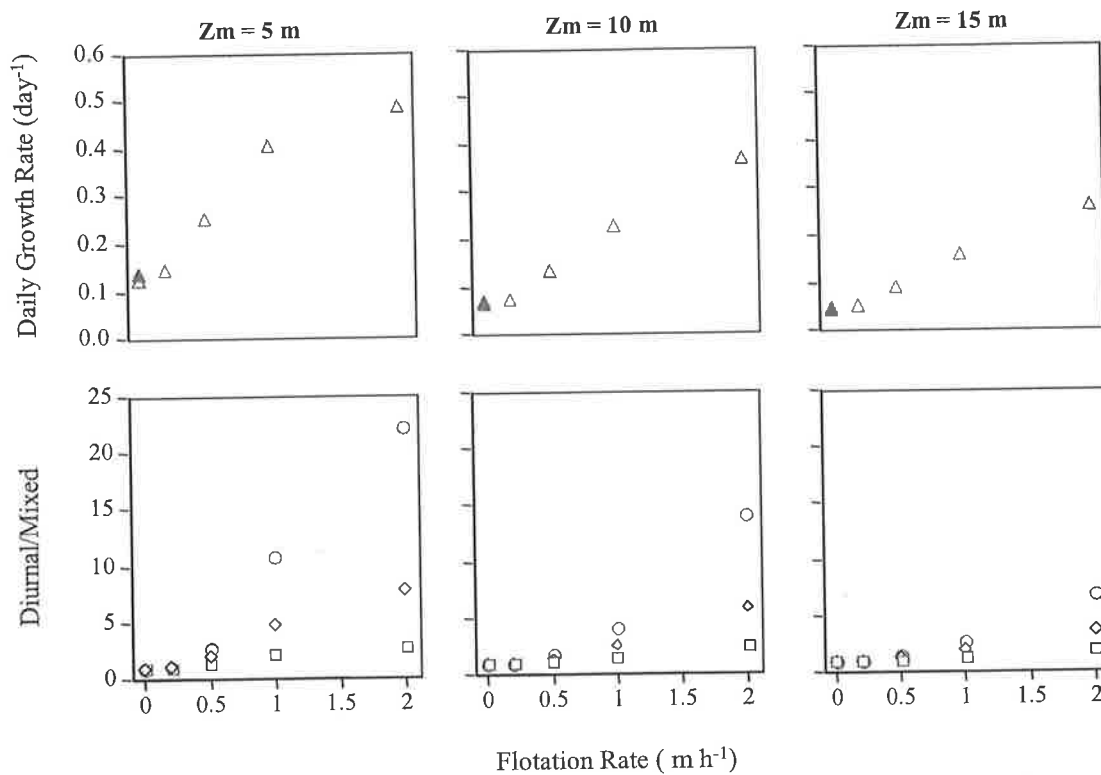 Zm = 5 m
Zm = 10 m
Zm = 15 m
Daily Growth Rate (day⁻¹)
0.6
0.5
0.4
0.3
0.2
0.1
0.0
Diurnal/Mixed
25
20
15
10
5
0
0 0.5 1 1.5 2
0 0.5 1 1.5 2
0 0.5 1 1.5 2
Flotation Rate ( m h⁻¹)